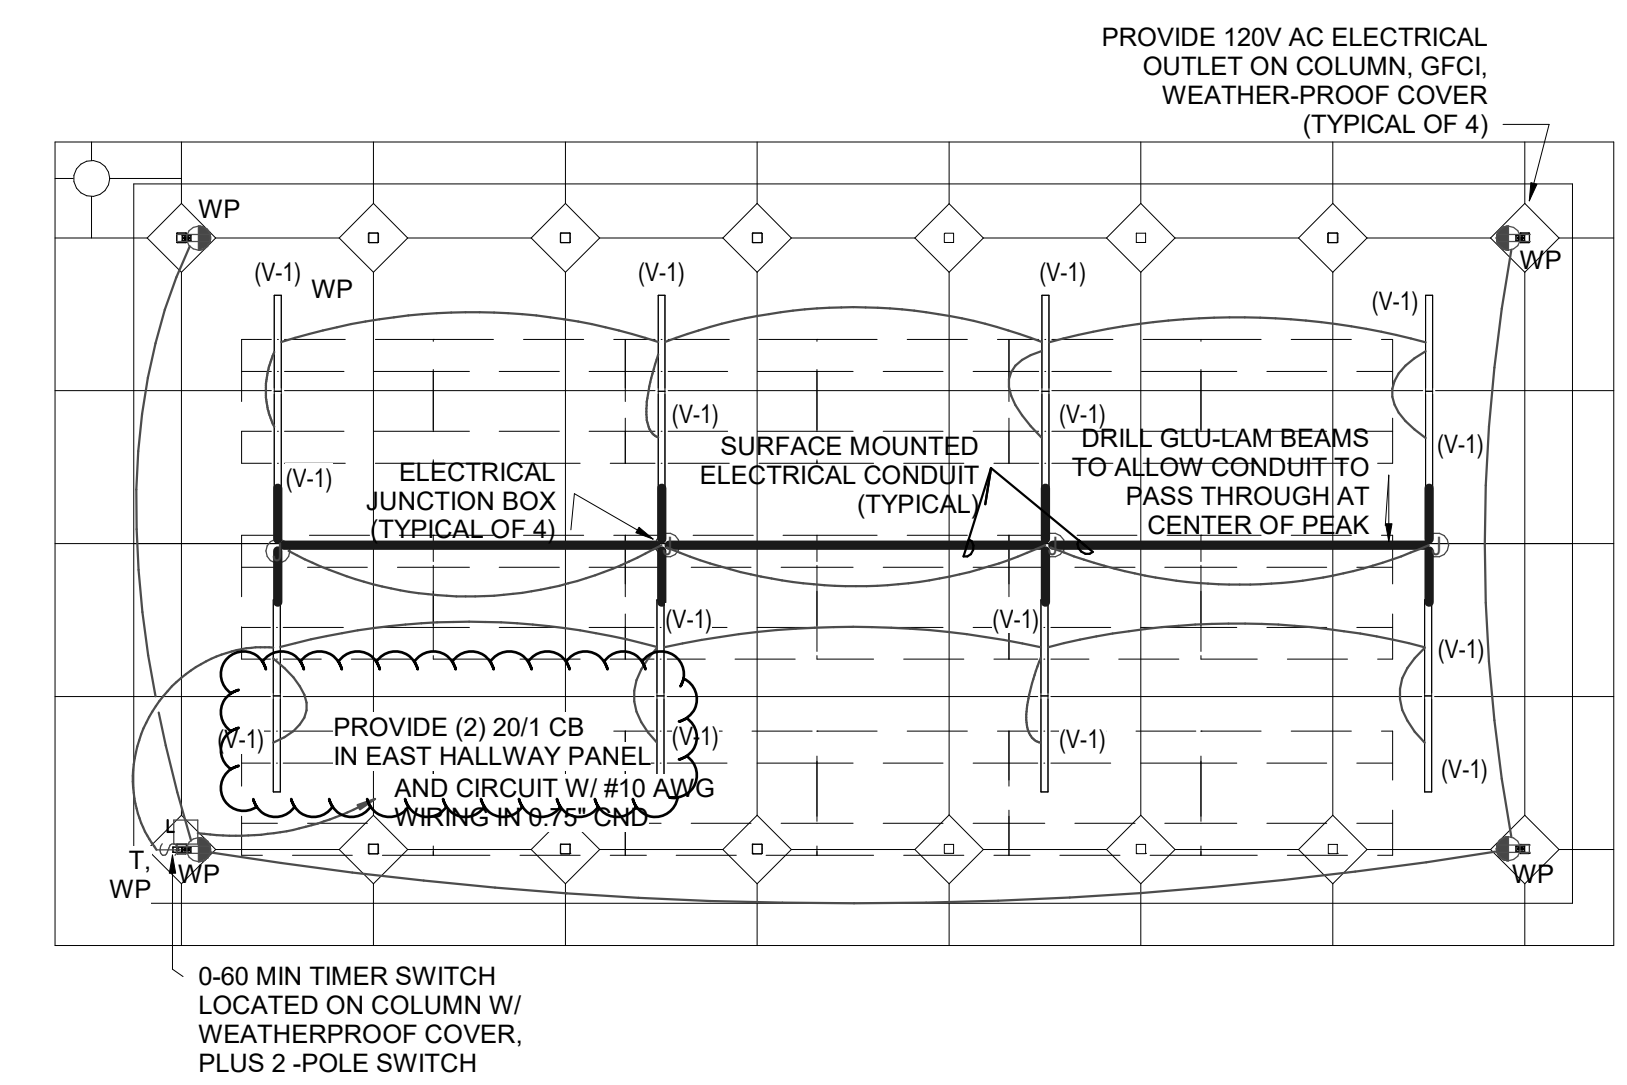 PROVIDE 120V AC ELECTRICAL
OUTLET ON COLUMN, GFCI,
WEATHER-PROOF COVER
(TYPICAL OF 4)
WP
WP
(V-1)
WP
(V-1)
(V-1)
(V-1)
(V-1)
(V-1)
(V-1)
(V-1)
ELECTRICAL
JUNCTION BOX
(TYPICAL OF 4)
SURFACE MOUNTED
ELECTRICAL CONDUIT
(TYPICAL)
DRILL GLU-LAM BEAMS
TO ALLOW CONDUIT TO
PASS THROUGH AT
CENTER OF PEAK
J
J
J
(V-1)
(V-1)
(V-1)
(V-1)
(V-1)
(V-1)
(V-1)
PROVIDE (2) 20/1 CB
IN EAST HALLWAY PANEL
AND CIRCUIT W/ #10 AWG
WIRING IN 0.75" CND
L
T,
WP
WP
WP
0-60 MIN TIMER SWITCH
LOCATED ON COLUMN W/
WEATHERPROOF COVER,
PLUS 2 -POLE SWITCH